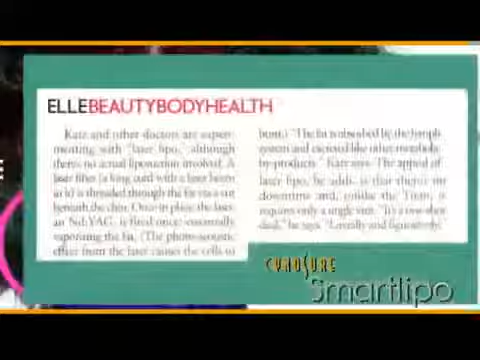 ELLEBEAUTYBODYHEALTH
Katz and other doctors are experi-
menting with "laser lipo," although
there's no actual liposuction involved. A
laser fiber (a long cord with a laser beam
is threaded through the fat via a cut
beneath the chin. Once in place, the laser,
an Nd:YAG, is fired once, essentially
vaporizing the fat. (The photo-acoustic
effect from the laser causes the cells to
burst.) "The fat is absorbed by the lymph
system and excreted like other metabolic
by-products," Katz says. The appeal of
laser lipo, he adds, is that there's no
downtime and, unlike the Titan, it
requires only a single visit. "It's a one-shot
deal," he says. "Literally and figuratively."
CYNOSURE
Smartlipo